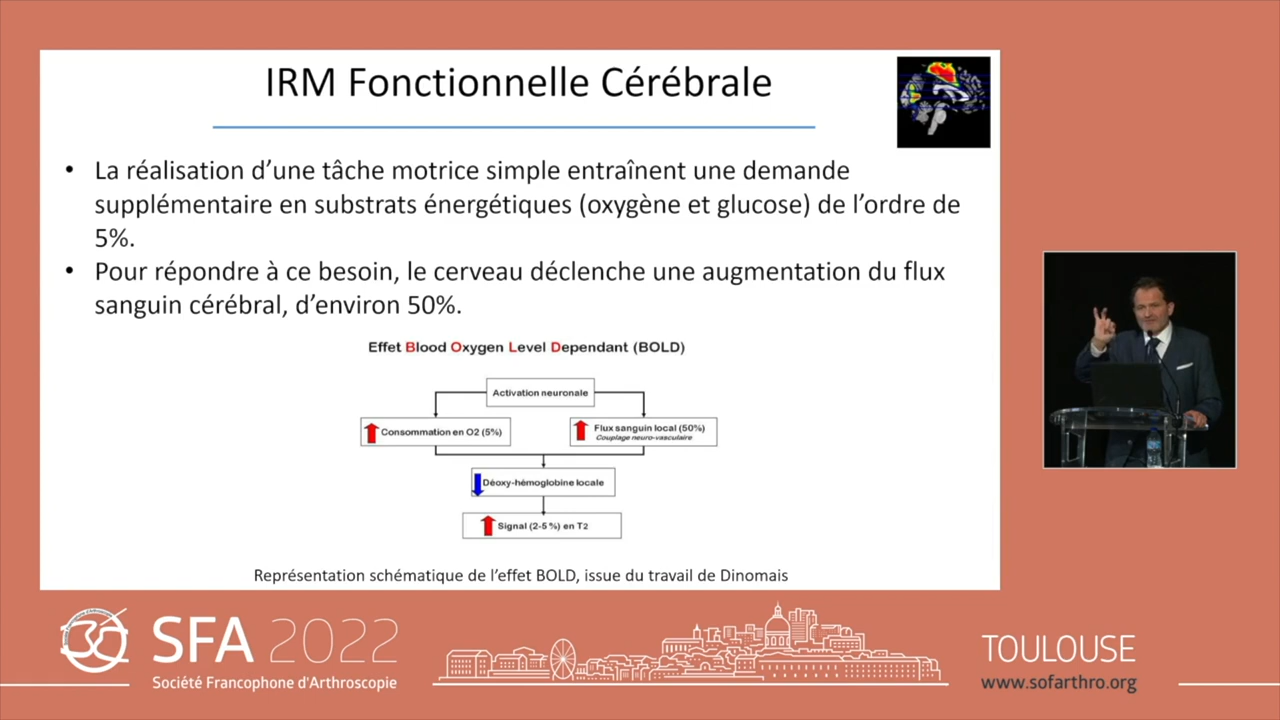 IRM Fonctionnelle Cérébrale
• La réalisation d’une tâche motrice simple entraînent une demande
supplémentaire en substrats énergétiques (oxygène et glucose) de l’ordre de
5%.
• Pour répondre à ce besoin, le cerveau déclenche une augmentation du flux
sanguin cérébral, d’environ 50%.
Effet Blood Oxygen Level Dependant (BOLD)
Activation neuronale
Consommation en O2 (5%)
Flux sanguin local (50%)
Couplage neuro-vasculaire
Déoxy-hémoglobine locale
Signal (2-5 %) en T2
Représentation schématique de l’effet BOLD, issue du travail de Dinomais
30
SFA 2022
Société Francophone d'Arthroscopie
TOULOUSE
www.sofarthro.org